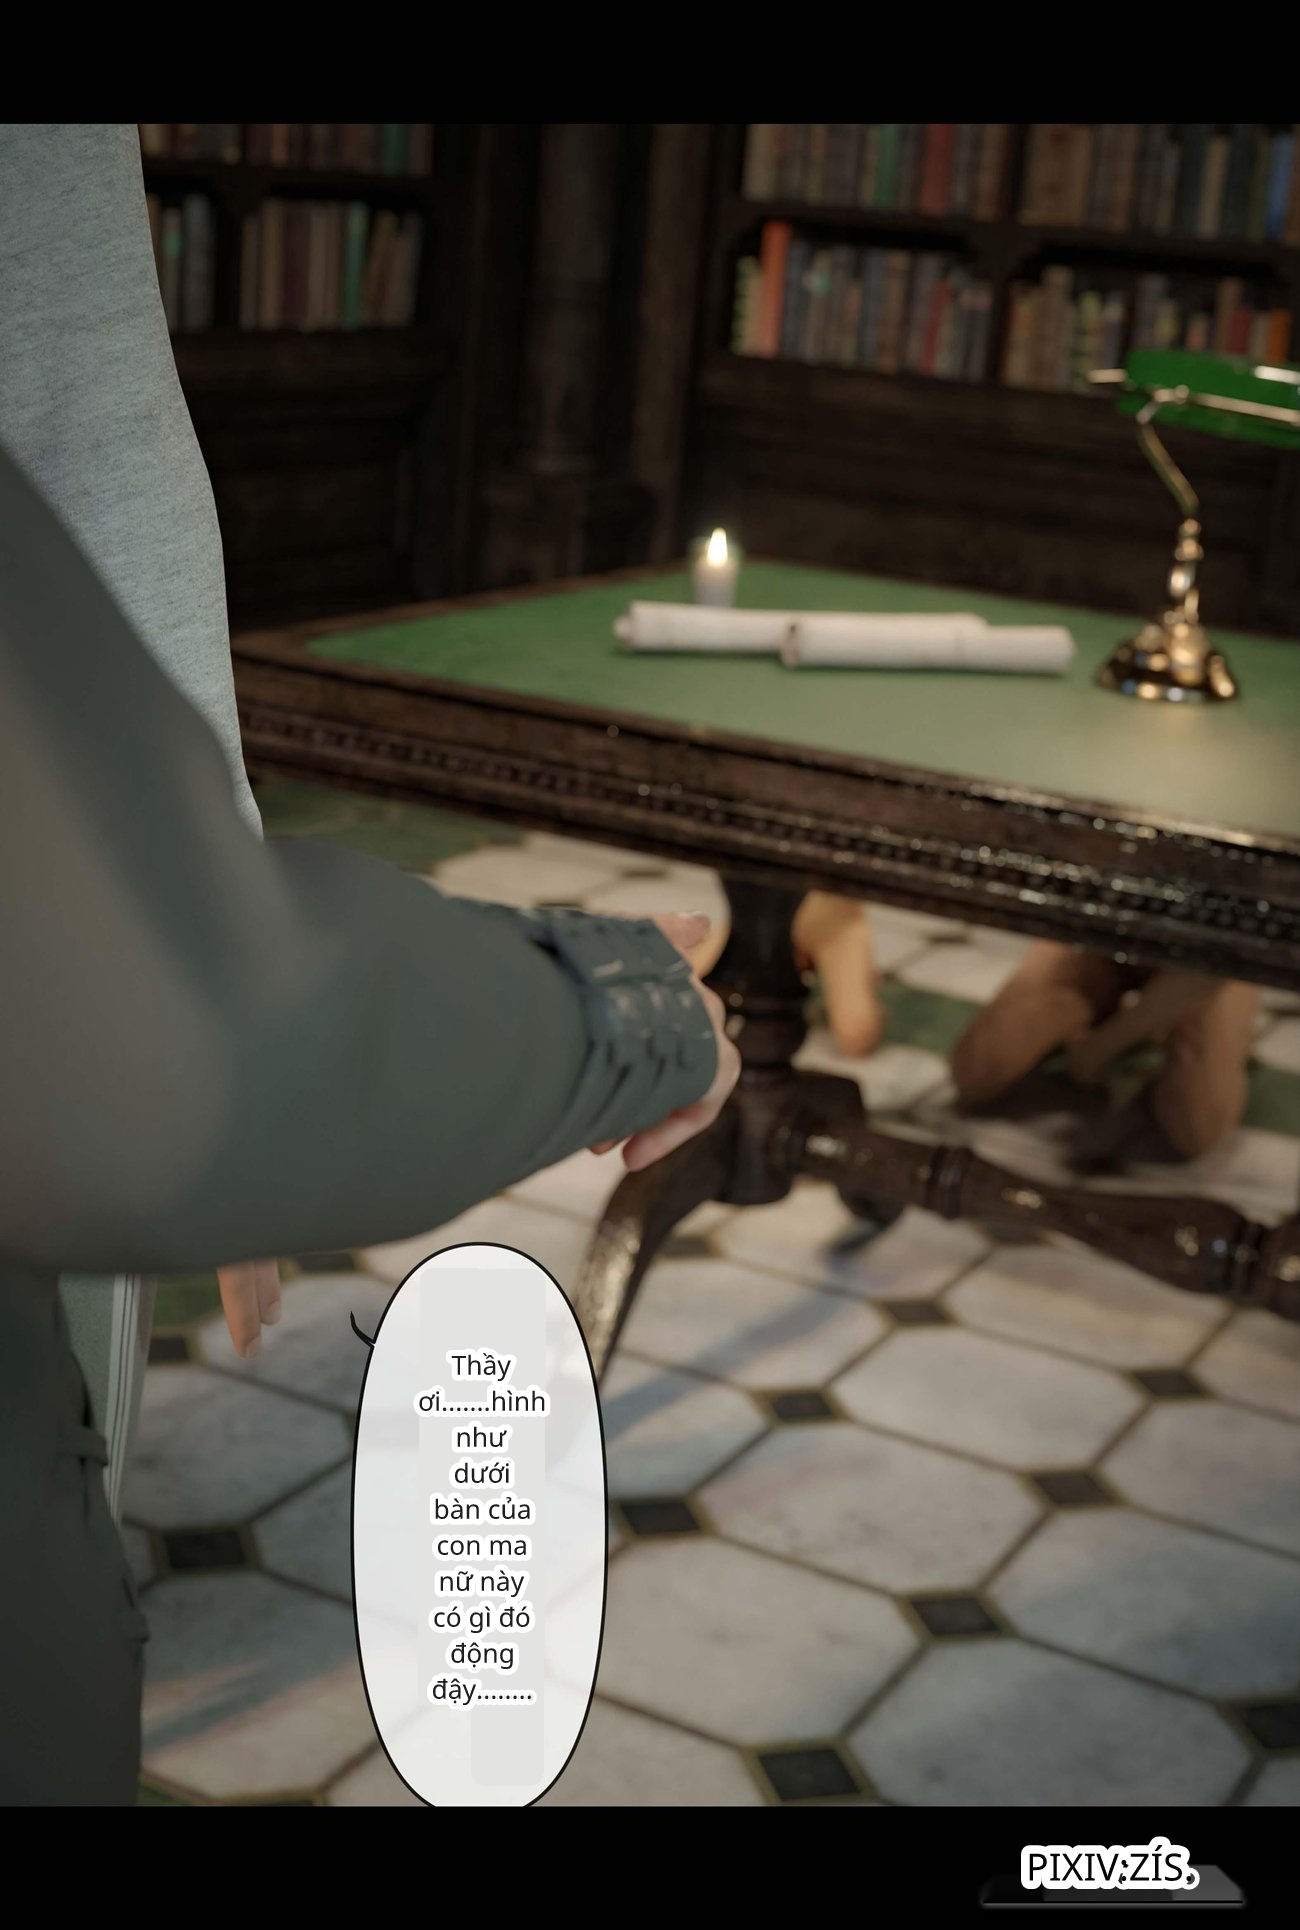 Thầy
ơi.......hình
như
dưới
bàn của
con ma
nữ này
có gì đó
động
đậy........
PIXIV:ZÍS,